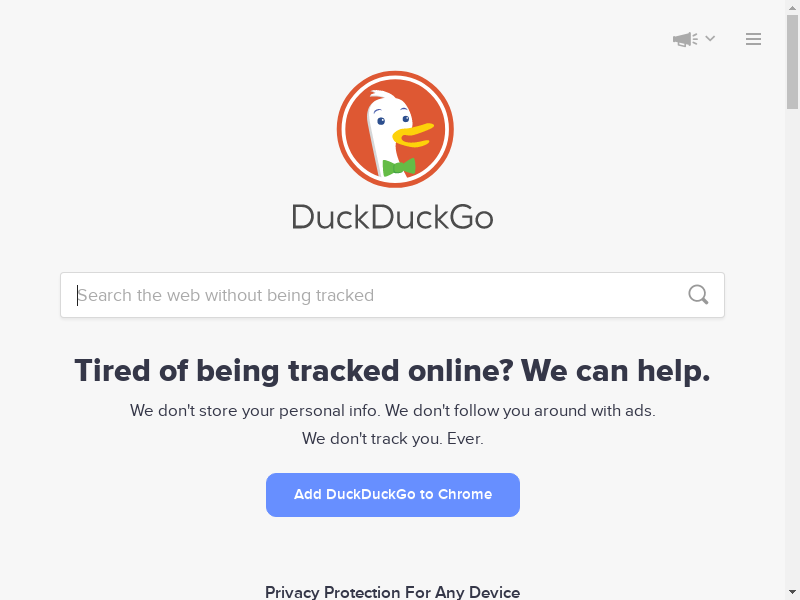 DuckDuckGo
Search the web without being tracked
Tired of being tracked online? We can help.
We don't store your personal info. We don't follow you around with ads.
We don't track you. Ever.
Add DuckDuckGo to Chrome
Privacy Protection For Any Device